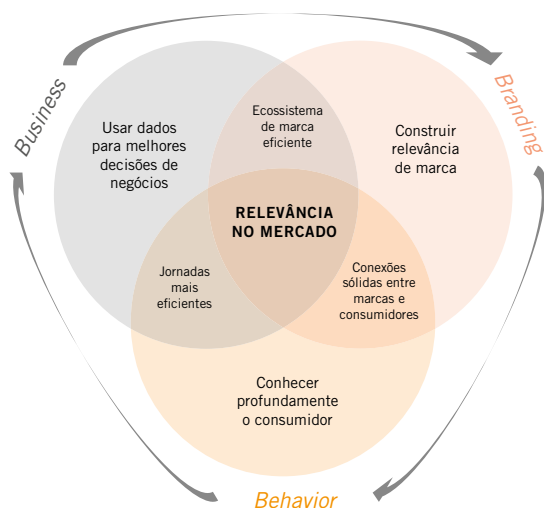 Business
Branding
Usar dados
para melhores
decisões de
negócios
Ecossistema
de marca
eficiente
Construir
relevância
de marca
RELEVÂNCIA
NO MERCADO
Jornadas
mais
eficientes
Conexões
sólidas entre
marcas e
consumidores
Conhecer
profundamente
o consumidor
Behavior